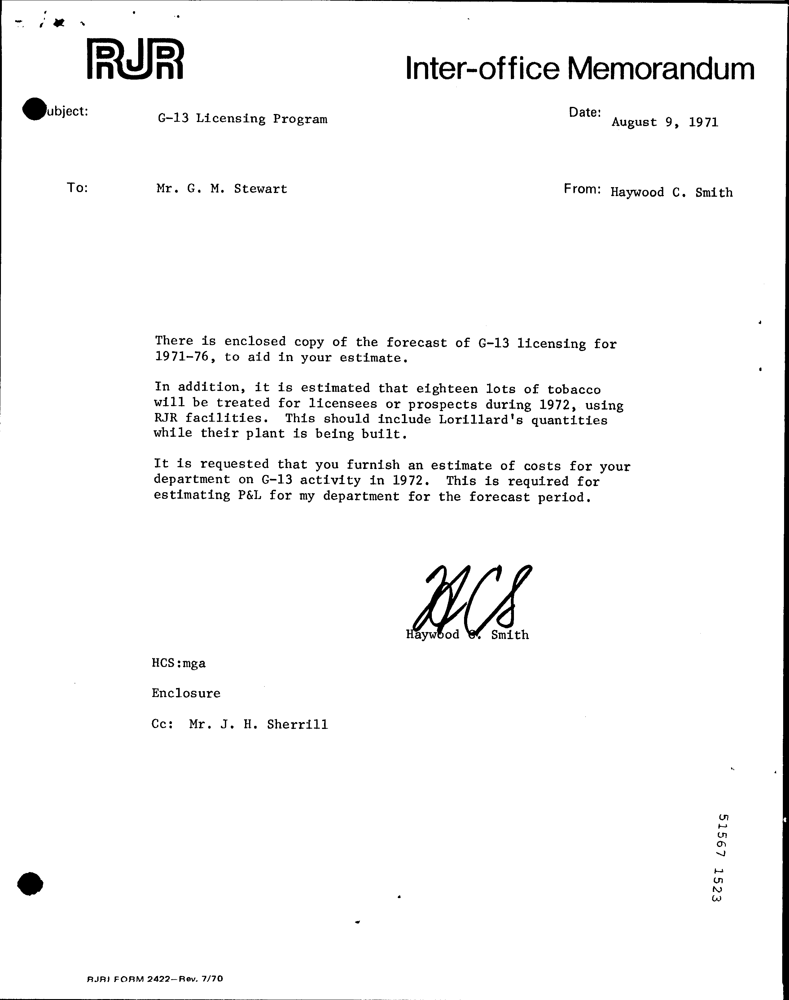 RJR
Inter-office Memorandum
ubject: G-13 Licensing Program
Date: August 9, 1971
To: Mr. G. M. Stewart
From: Haywood C. Smith
There is enclosed copy of the forecast of G-13 licensing for
1971-76, to aid in your estimate.
In addition, it is estimated that eighteen lots of tobacco
will be treated for licensees or prospects during 1972, using
RJR facilities. This should include Lorillard's quantities
while their plant is being built.
It is requested that you furnish an estimate of costs for your
department on G-13 activity in 1972. This is required for
estimating P&L for my department for the forecast period.
HCS
Haywood C. Smith
HCS:mga
Enclosure
Cc: Mr. J. H. Sherrill
51567 1523
RJRI FORM 2422—Rev. 7/70